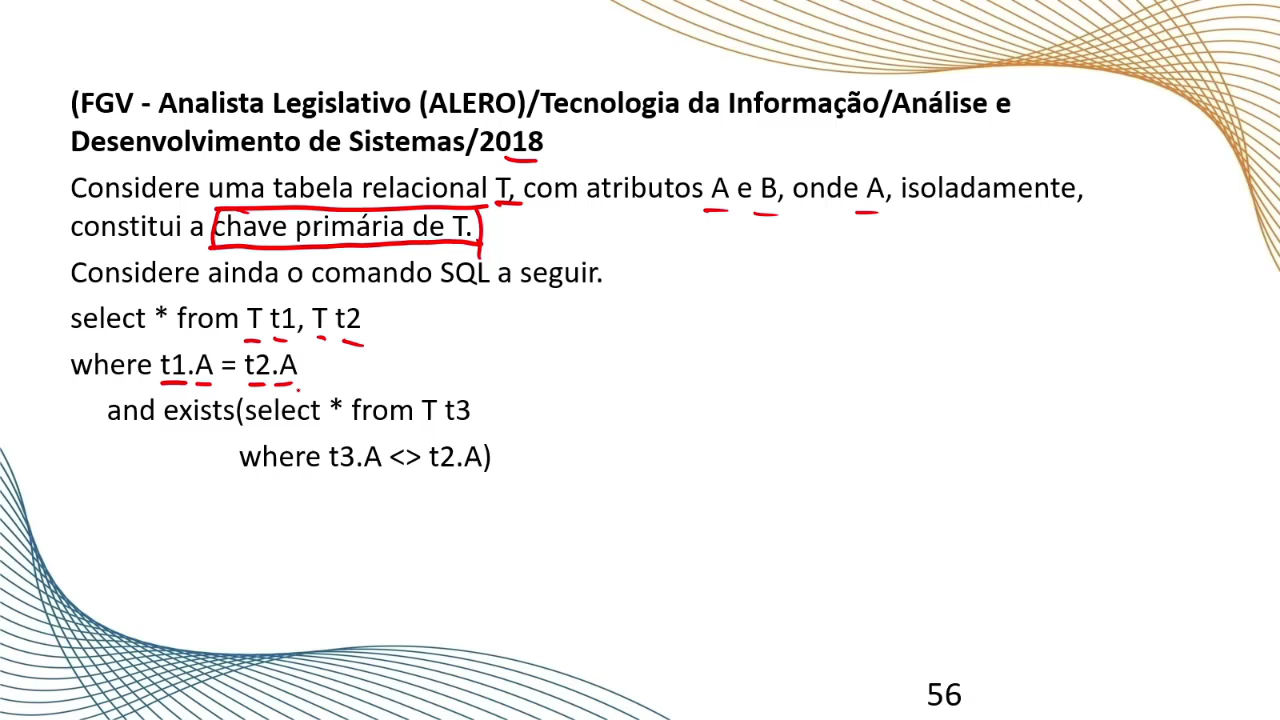 (FGV - Analista Legislativo (ALERO)/Tecnologia da Informação/Análise e
Desenvolvimento de Sistemas/2018
Considere uma tabela relacional T, com atributos A e B, onde A, isoladamente,
constitui a chave primária de T.
Considere ainda o comando SQL a seguir.
select * from T t1, T t2
where t1.A = t2.A
and exists(select * from T t3
where t3.A <> t2.A)
56